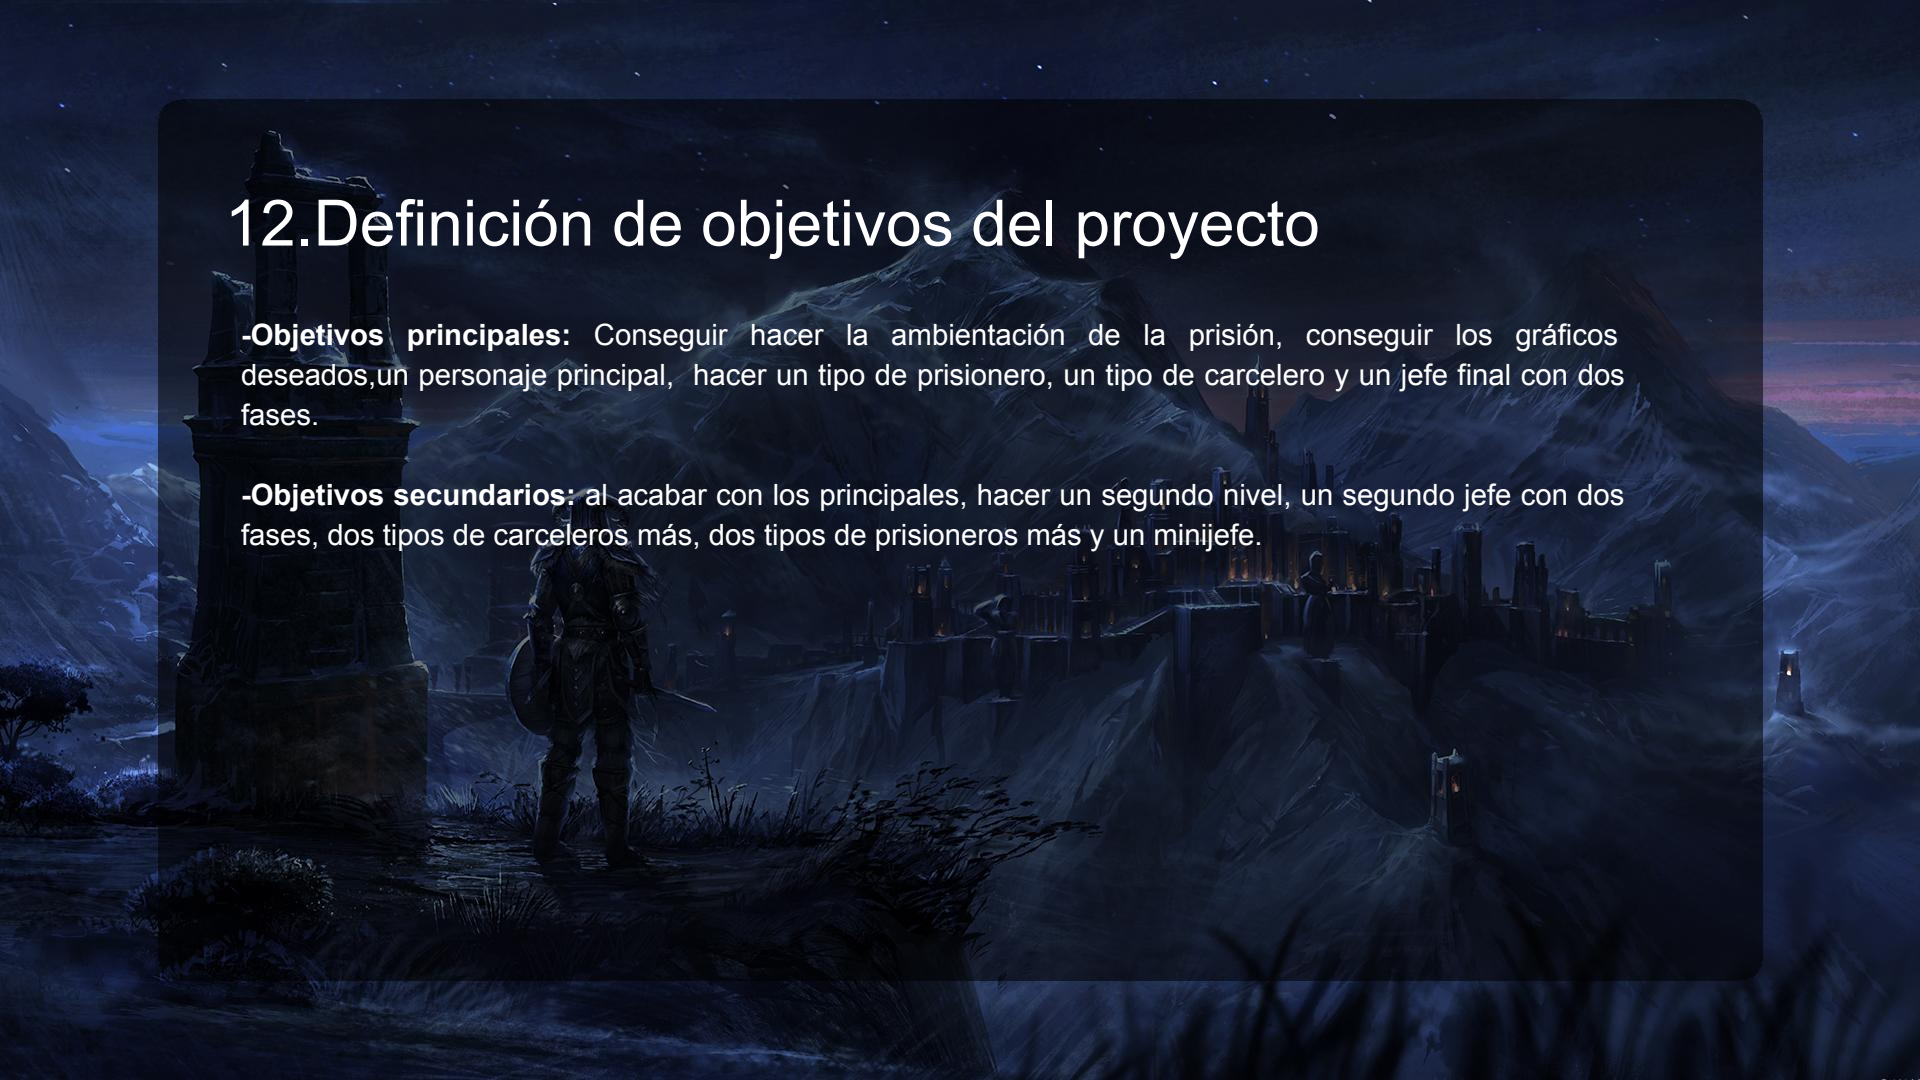 12.Definición de objetivos del proyecto
-Objetivos principales: Conseguir hacer la ambientación de la prisión, conseguir los gráficos
deseados,un personaje principal,  hacer un tipo de prisionero, un tipo de carcelero y un jefe final con dos
fases.
-Objetivos secundarios: al acabar con los principales, hacer un segundo nivel, un segundo jefe con dos
fases, dos tipos de carceleros más, dos tipos de prisioneros más y un minijefe.